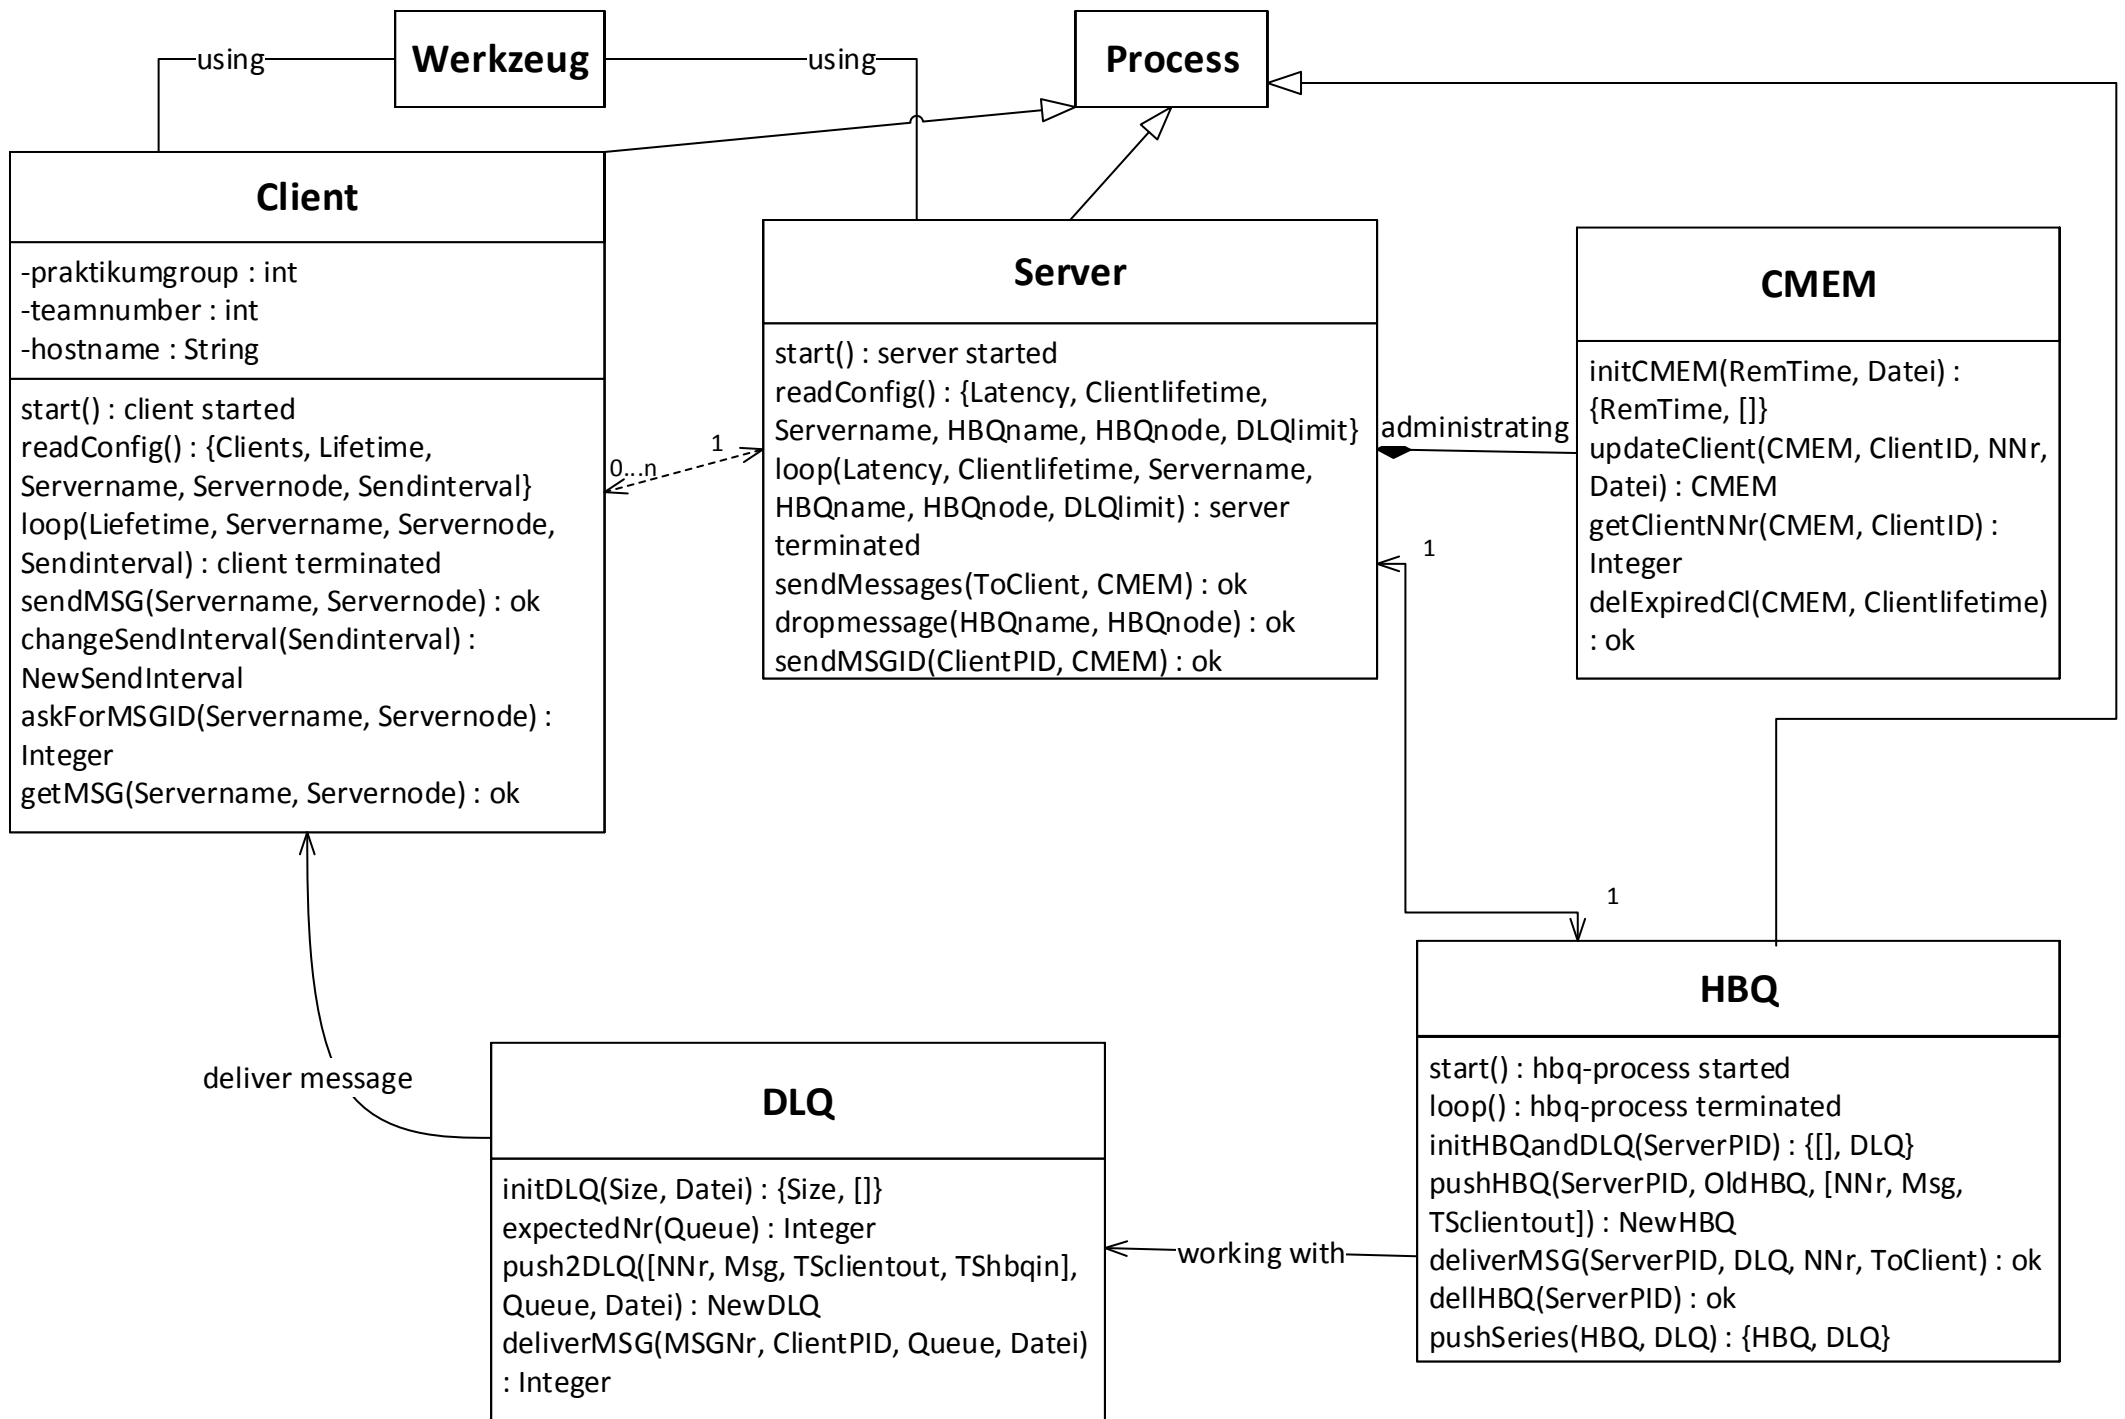 using
Werkzeug
using
Process
Client
-praktikumgroup : int
-teamnumber : int
-hostname : String
start() : client started
readConfig() : {Clients, Lifetime,
Servername, Servernode, Sendinterval}
loop(Liefetime, Servername, Servernode,
Sendinterval) : client terminated
sendMSG(Servername, Servernode) : ok
changeSendInterval(Sendinterval) :
NewSendInterval
askForMSGID(Servername, Servernode) :
Integer
getMSG(Servername, Servernode) : ok
0...n
1
Server
start() : server started
readConfig() : {Latency, Clientlifetime,
Servername, HBQname, HBQnode, DLQlimit}
loop(Latency, Clientlifetime, Servername,
HBQname, HBQnode, DLQlimit) : server
terminated
sendMessages(ToClient, CMEM) : ok
dropmessage(HBQname, HBQnode) : ok
sendMSGID(ClientPID, CMEM) : ok
administrating
CMEM
initCMEM(RemTime, Datei) :
{RemTime, []}
updateClient(CMEM, ClientID, NNr,
Datei) : CMEM
getClientNNr(CMEM, ClientID) :
Integer
delExpiredCl(CMEM, Clientlifetime)
: ok
1
1
deliver message
DLQ
initDLQ(Size, Datei) : {Size, []}
expectedNr(Queue) : Integer
push2DLQ([NNr, Msg, TSclientout, TShbqin],
Queue, Datei) : NewDLQ
deliverMSG(MSGNr, ClientPID, Queue, Datei)
: Integer
working with
HBQ
start() : hbq-process started
loop() : hbq-process terminated
initHBQandDLQ(ServerPID) : {[], DLQ}
pushHBQ(ServerPID, OldHBQ, [NNr, Msg,
TSclientout]) : NewHBQ
deliverMSG(ServerPID, DLQ, NNr, ToClient) : ok
dellHBQ(ServerPID) : ok
pushSeries(HBQ, DLQ) : {HBQ, DLQ}